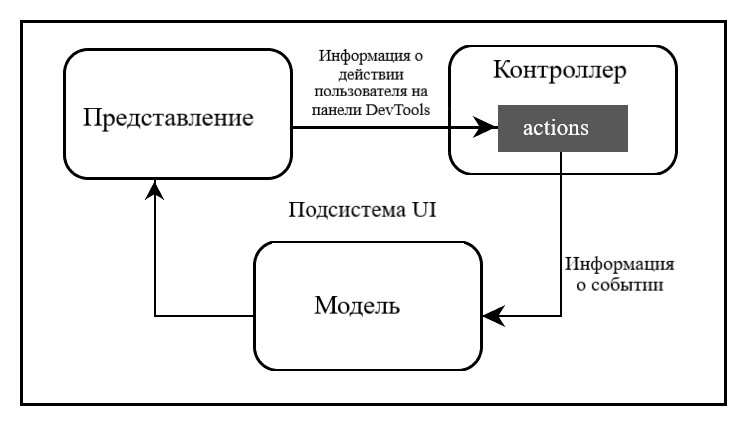 Информация о
действии
пользователя на
панели DevTools
Контроллер
Представление
actions
Подсистема UI
Информация
о событии
Модель